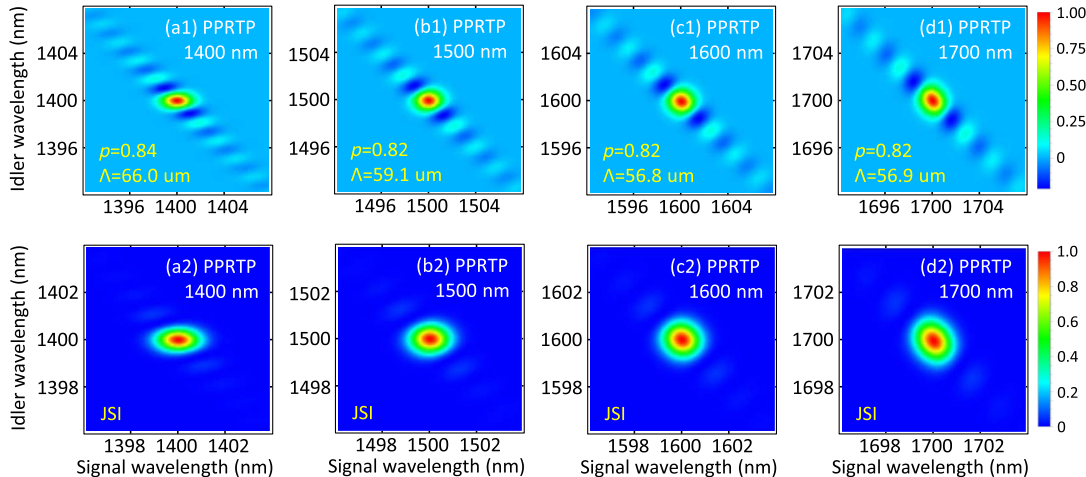 Idler wavelength (nm)
1404
1400
1396
(a1) PPRTP
1400 nm
p=0.84
Λ=66.0 um
1396 1400 1404
1504
1500
1496
(b1) PPRTP
1500 nm
p=0.82
Λ=59.1 um
1496 1500 1504
1604
1600
1596
(c1) PPRTP
1600 nm
p=0.82
Λ=56.8 um
1596 1600 1604
1704
1700
1696
(d1) PPRTP
1700 nm
p=0.82
Λ=56.9 um
1696 1700 1704
1.00
0.75
0.50
0.25
0
Idler wavelength (nm)
1402
1400
1398
(a2) PPRTP
1400 nm
JSI
1398 1400 1402
Signal wavelength (nm)
1502
1500
1498
(b2) PPRTP
1500 nm
JSI
1498 1500 1502
Signal wavelength (nm)
1602
1600
1598
(c2) PPRTP
1600 nm
JSI
1598 1600 1602
Signal wavelength (nm)
1702
1700
1698
(d2) PPRTP
1700 nm
JSI
1698 1700 1702
Signal wavelength (nm)
1.0
0.8
0.6
0.4
0.2
0